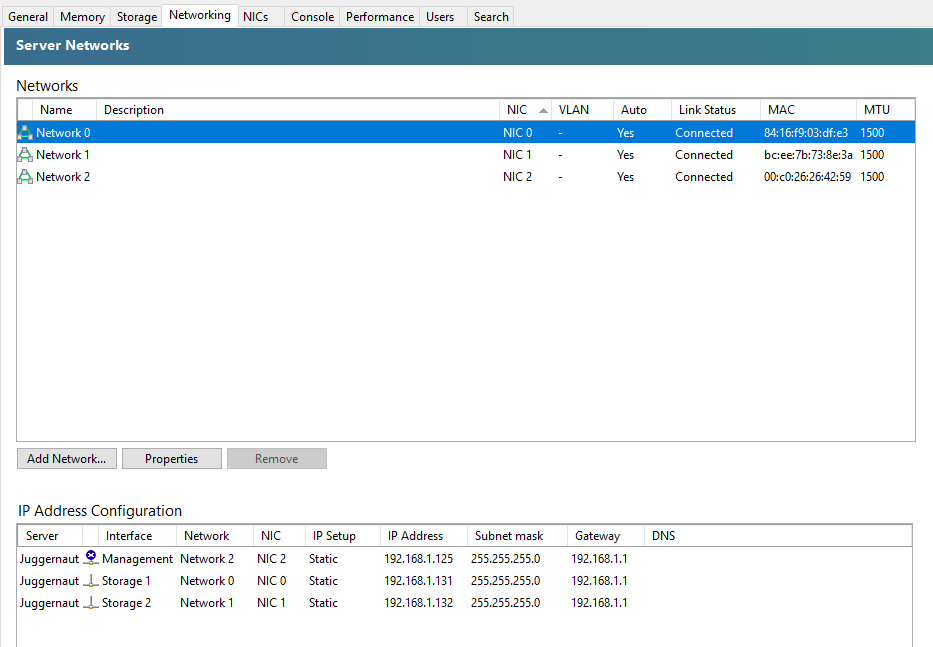 General Memory Storage Networking NICs Console Performance Users Search
Server Networks
Networks
Name Description NIC VLAN Auto Link Status MAC MTU
Network 0 NIC 0 - Yes Connected 84:16:f9:03:df:e3 1500
Network 1 NIC 1 - Yes Connected bc:ee:7b:73:8e:3a 1500
Network 2 NIC 2 - Yes Connected 00:c0:26:26:42:59 1500
Add Network... Properties Remove
IP Address Configuration
Server Interface Network NIC IP Setup IP Address Subnet mask Gateway DNS
Juggernaut Management Network 2 NIC 2 Static 192.168.1.125 255.255.255.0 192.168.1.1
Juggernaut Storage 1 Network 0 NIC 0 Static 192.168.1.131 255.255.255.0 192.168.1.1
Juggernaut Storage 2 Network 1 NIC 1 Static 192.168.1.132 255.255.255.0 192.168.1.1